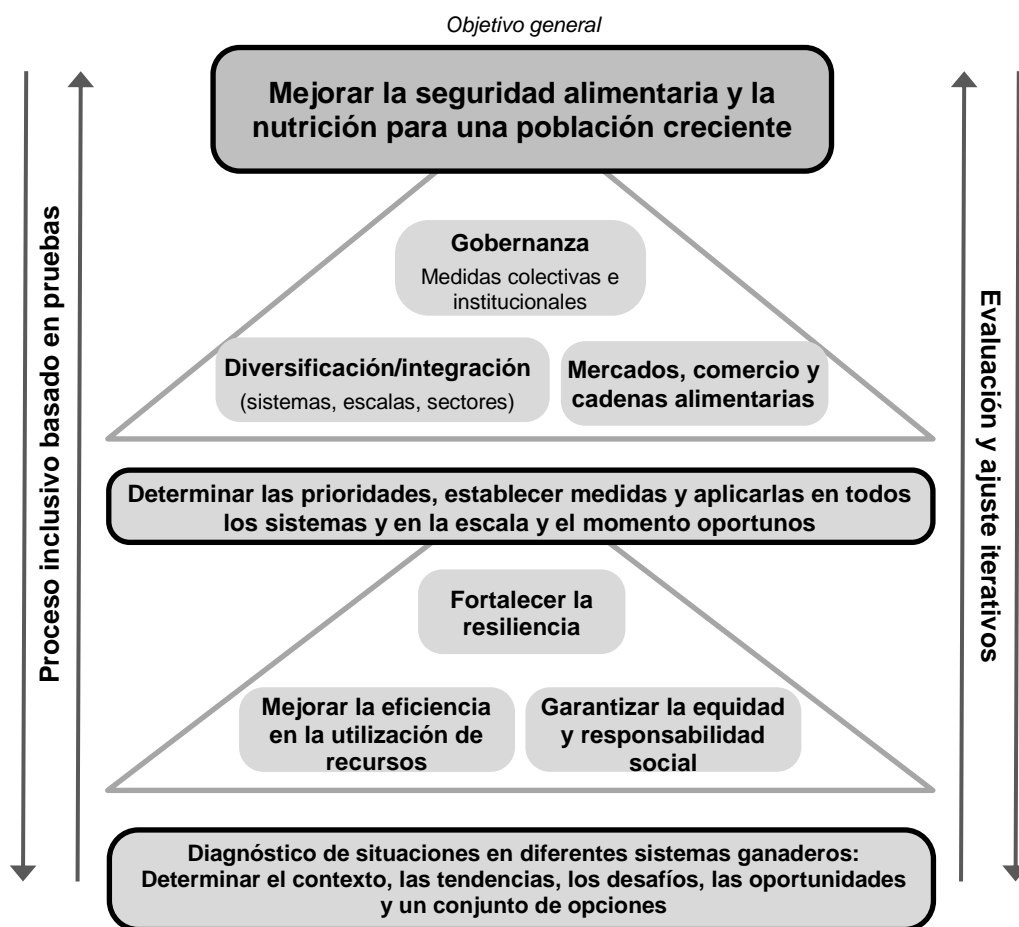 Objetivo general
Mejorar la seguridad alimentaria y la
nutrición para una población creciente
Proceso inclusivo basado en pruebas
Gobernanza
Medidas colectivas e
institucionales
Diversificación/integración
(sistemas, escalas, sectores)
Mercados, comercio y
cadenas alimentarias
Determinar las prioridades, establecer medidas y aplicarlas en todos
los sistemas y en la escala y el momento oportunos
Fortalecer la
resiliencia
Mejorar la eficiencia
en la utilización de
recursos
Garantizar la equidad
y responsabilidad
social
Evaluación y ajuste iterativos
Diagnóstico de situaciones en diferentes sistemas ganaderos:
Determinar el contexto, las tendencias, los desafíos, las oportunidades
y un conjunto de opciones